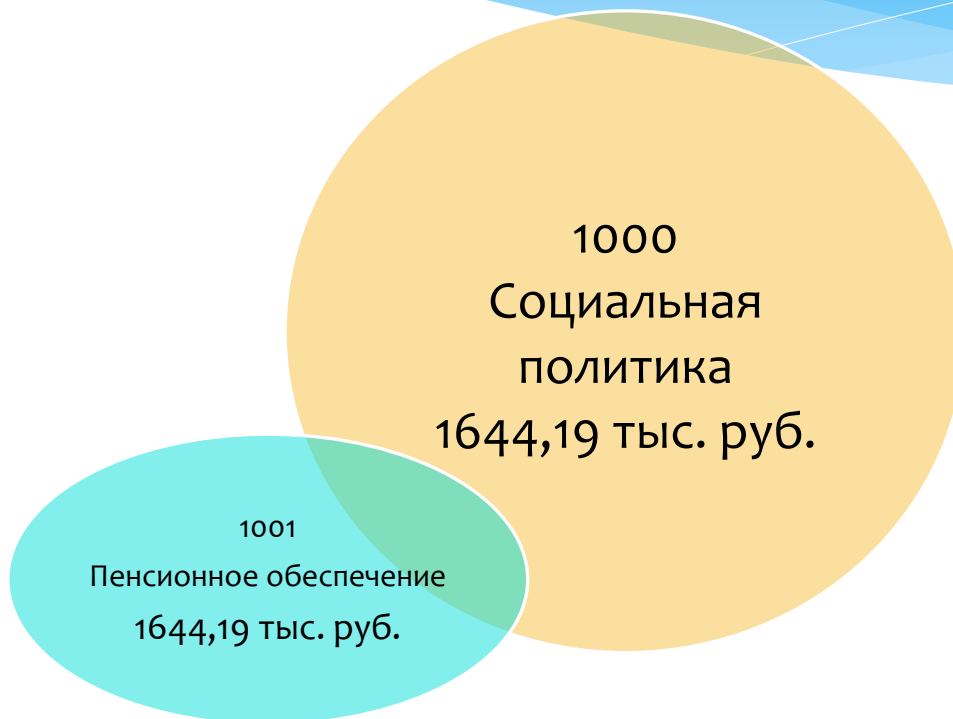 1000
Социальная
политика
1644,19 тыс. руб.
1001
Пенсионное обеспечение
1644,19 тыс. руб.